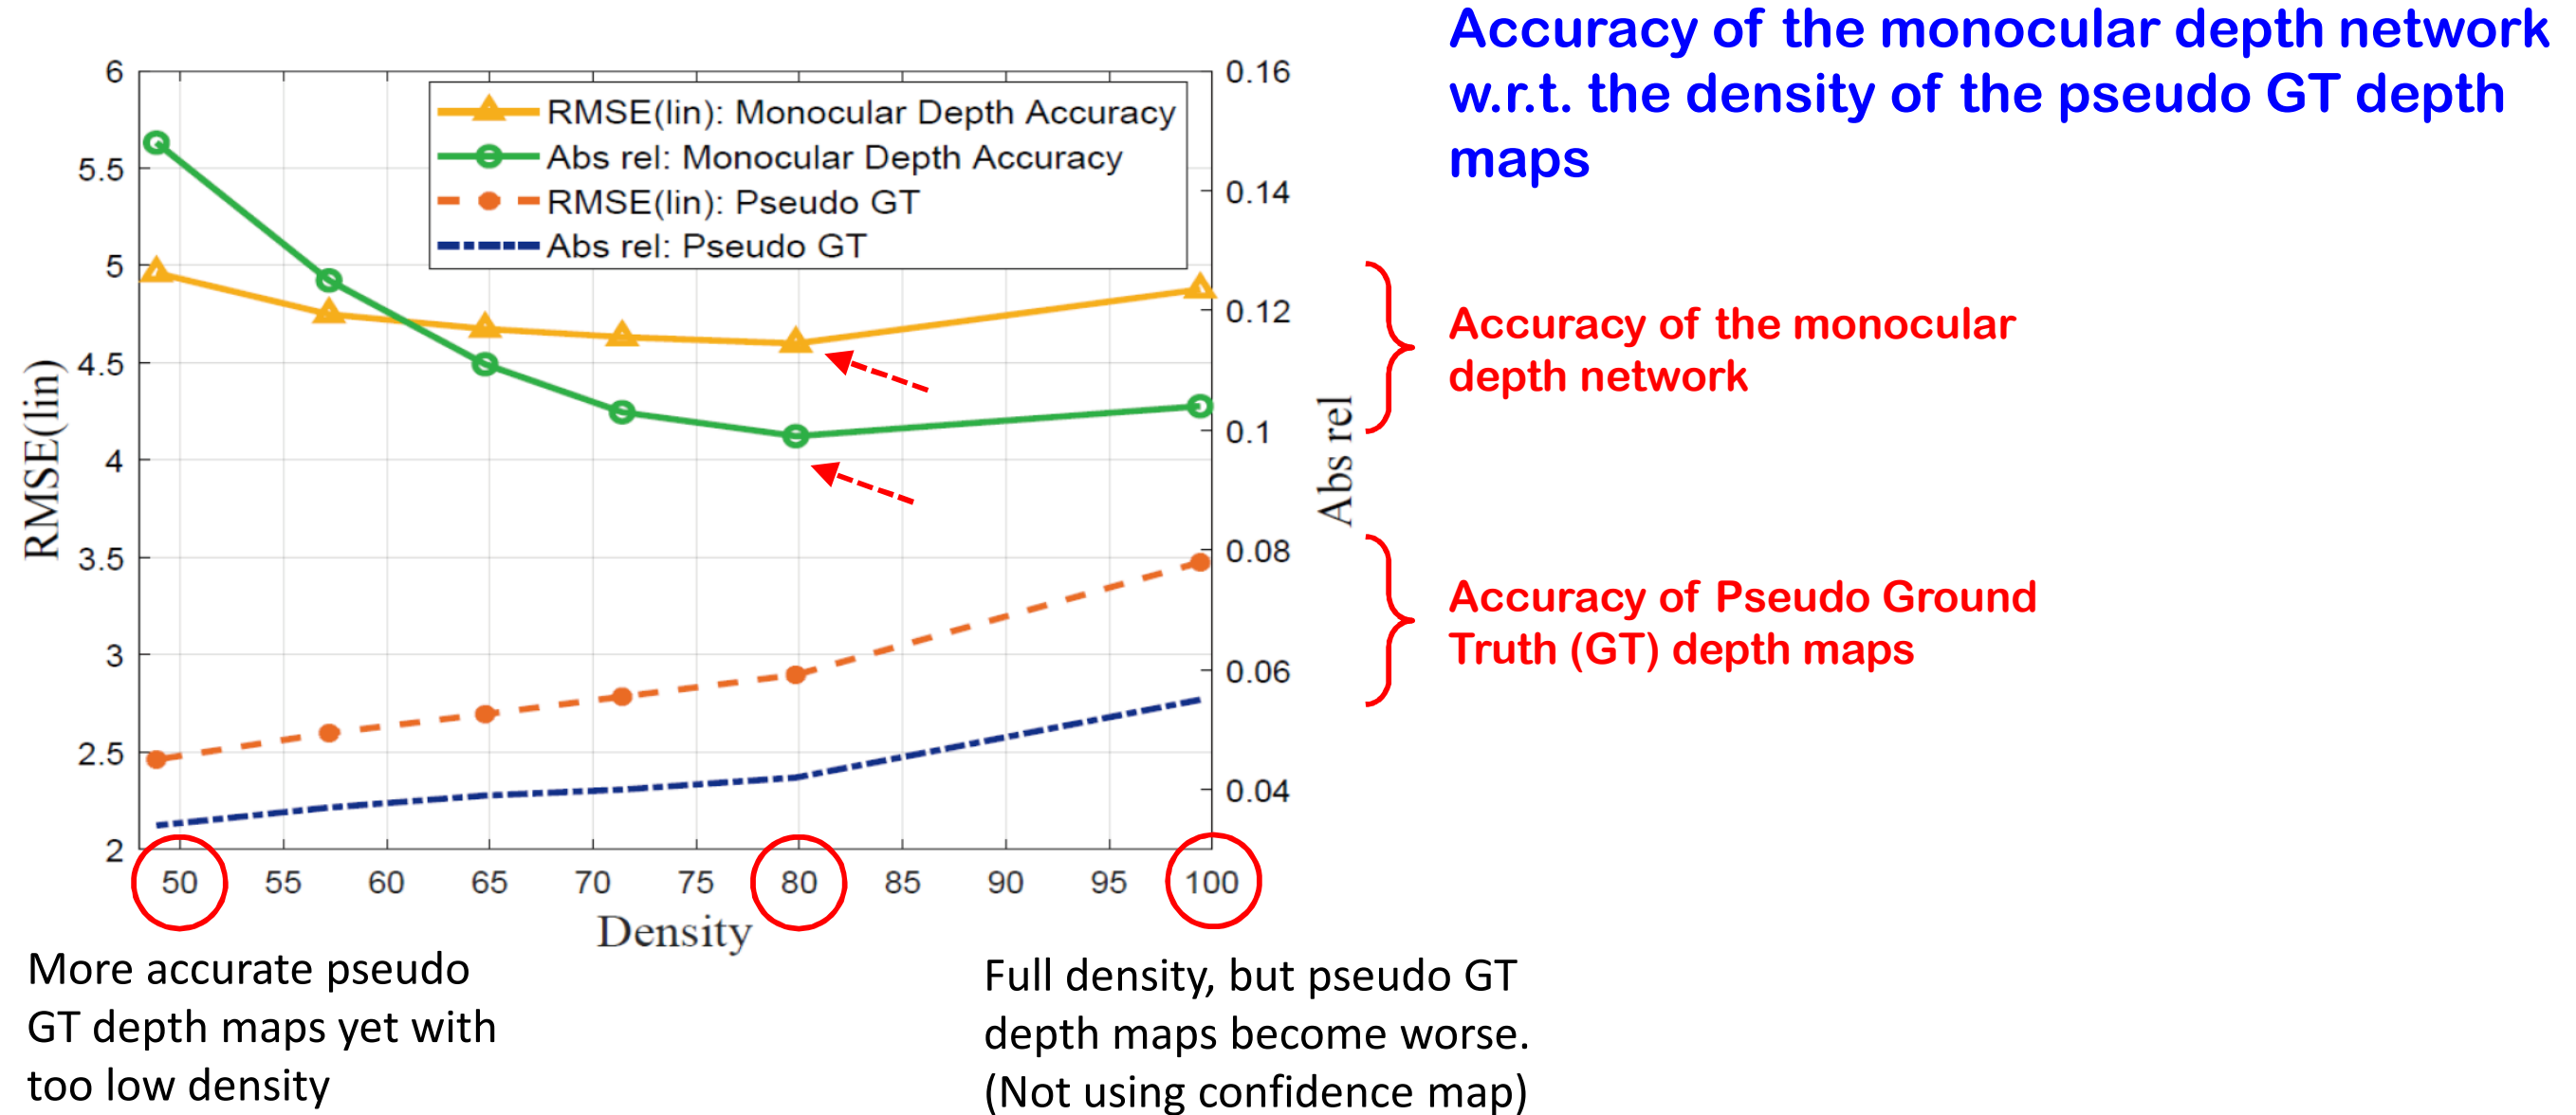 Accuracy of the monocular depth network
w.r.t. the density of the pseudo GT depth
maps
6
5.5
5
4.5
4
3.5
3
2.5
2
RMSE(lin)
RMSE(lin): Monocular Depth Accuracy
Abs rel: Monocular Depth Accuracy
RMSE(lin): Pseudo GT
Abs rel: Pseudo GT
0.16
0.14
0.12
0.1
0.08
0.06
0.04
Abs rel
Accuracy of the monocular
depth network
Accuracy of Pseudo Ground
Truth (GT) depth maps
50 55 60 65 70 75 80 85 90 95 100
Density
More accurate pseudo
GT depth maps yet with
too low density
Full density, but pseudo GT
depth maps become worse.
(Not using confidence map)